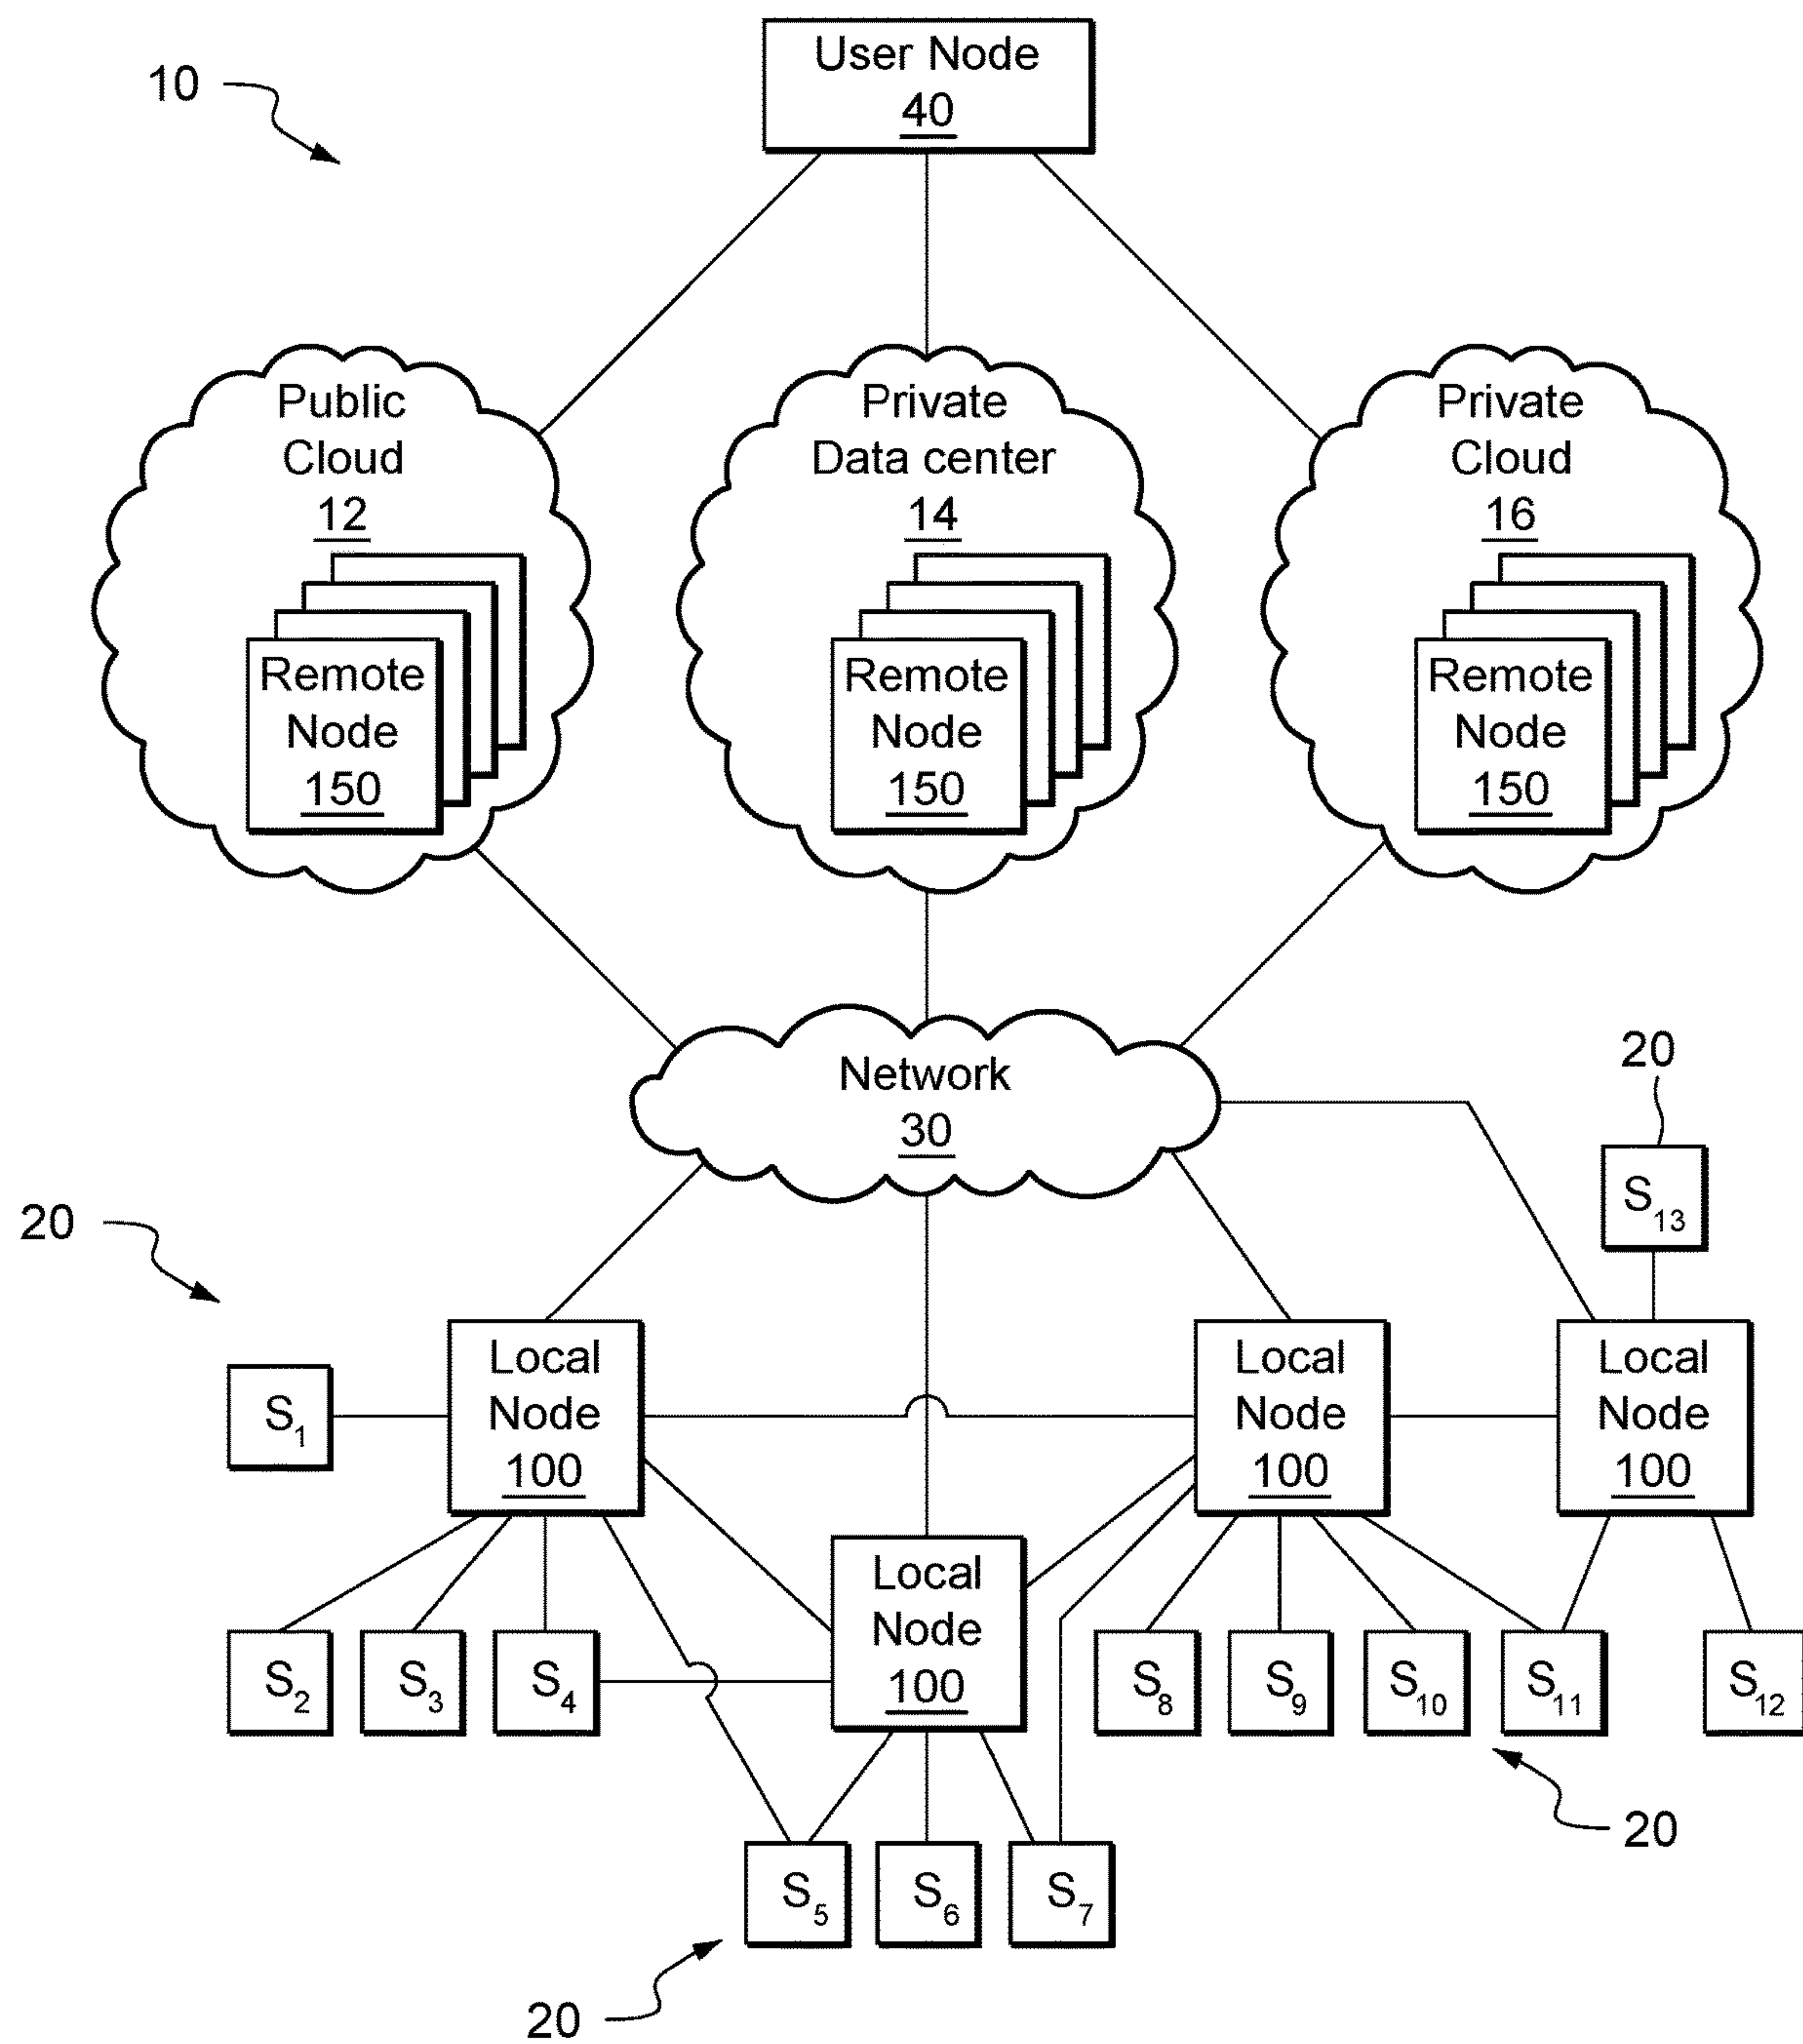 User Node
40
10
Public
Cloud
12
Remote
Node
150
Private
Data center
14
Remote
Node
150
Private
Cloud
16
Remote
Node
150
Network
30
20
S13
20
Local
Node
100
Local
Node
100
Local
Node
100
S1
Local
Node
100
S2
S3
S4
S8
S9
S10
S11
S12
20
S5
S6
S7
20